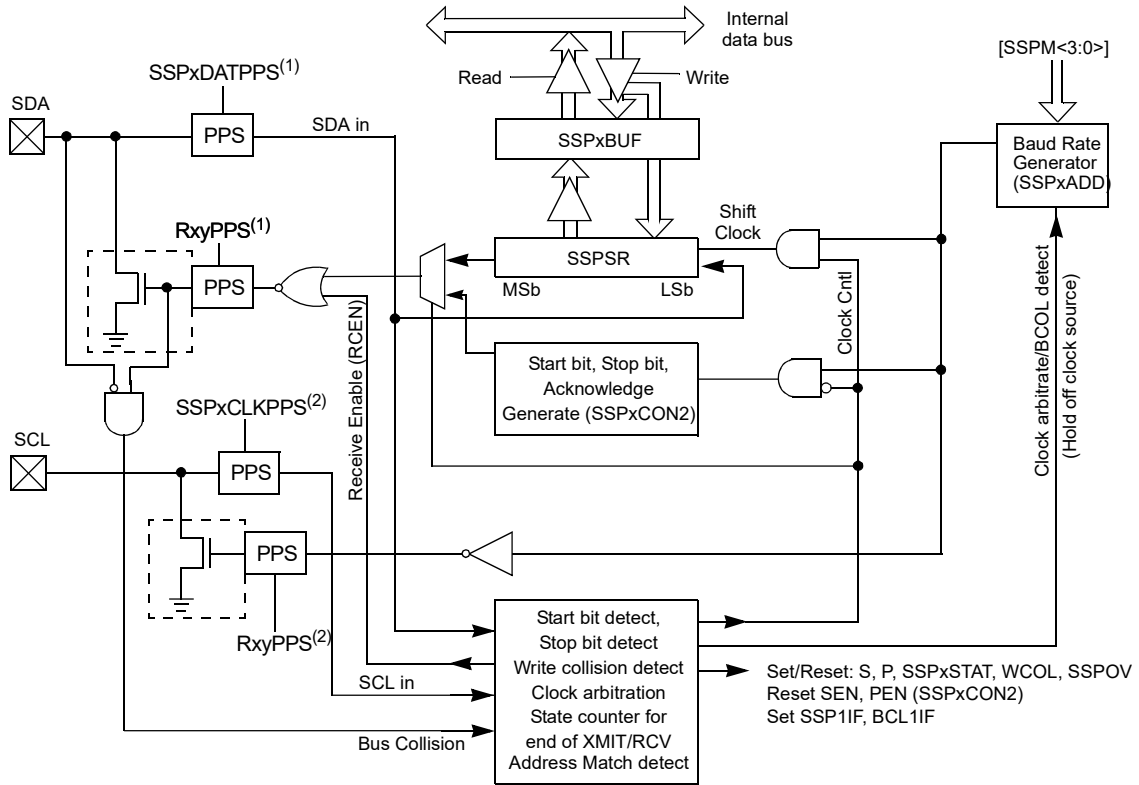 Internal
data bus
[SSPM<3:0>]
Read
Write
SSPxDATPPS(1)
SDA
PPS
SDA in
SSPxBUF
Baud Rate
Generator
(SSPxADD)
RxyPPS(1)
Shift
Clock
PPS
SSPSR
MSb
LSb
Clock Cntl
Clock arbitrate/BCOL detect
(Hold off clock source)
Receive Enable (RCEN)
Start bit, Stop bit,
Acknowledge
Generate (SSPxCON2)
SSPxCLKPPS(2)
SCL
PPS
PPS
RxyPPS(2)
SCL in
Bus Collision
Start bit detect,
Stop bit detect
Write collision detect
Clock arbitration
State counter for
end of XMIT/RCV
Address Match detect
Set/Reset: S, P, SSPxSTAT, WCOL, SSPOV
Reset SEN, PEN (SSPxCON2)
Set SSP1IF, BCL1IF